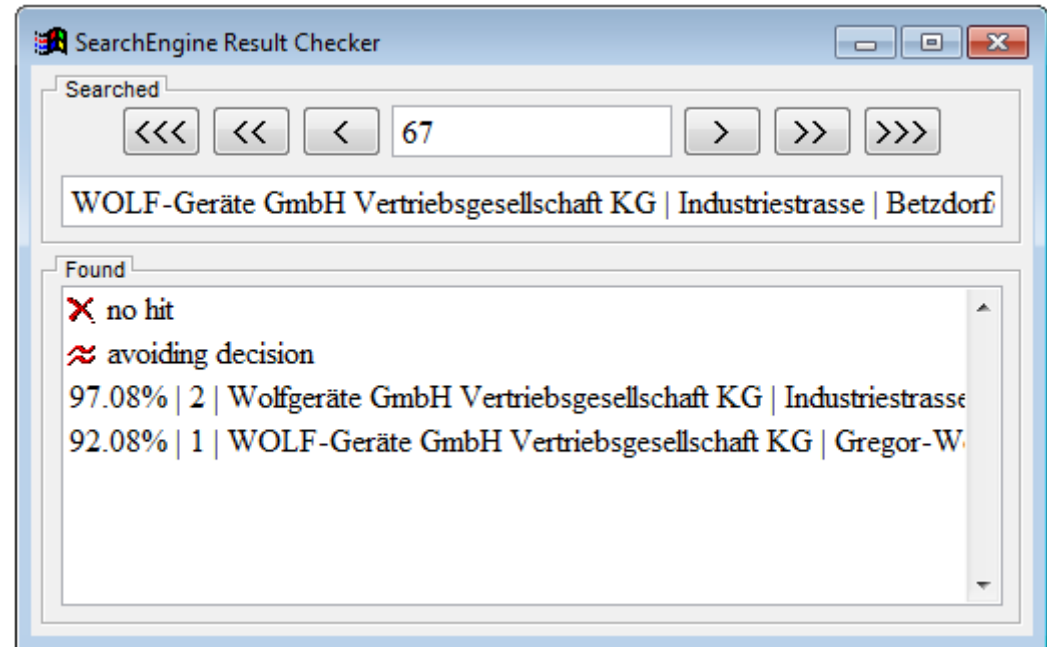 SearchEngine Result Checker
Searched
<<< << < 67 > >> >>>
WOLF-Geräte GmbH Vertriebsgesellschaft KG | Industriestrasse | Betzdorf
Found
no hit
avoiding decision
97.08% | 2 | Wolfgeräte GmbH Vertriebsgesellschaft KG | Industriestrasse
92.08% | 1 | WOLF-Geräte GmbH Vertriebsgesellschaft KG | Gregor-W